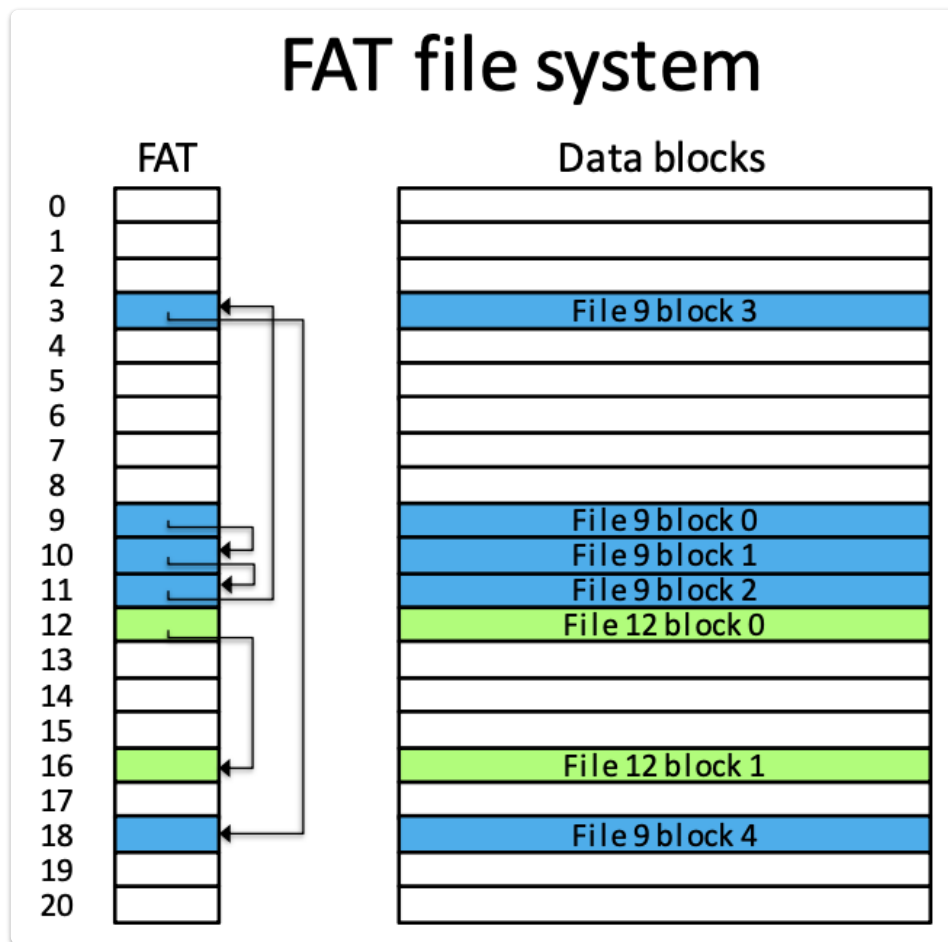 FAT file system
FAT Data blocks
0
1
2
3 File 9 block 3
4
5
6
7
8
9 File 9 block 0
10 File 9 block 1
11 File 9 block 2
12 File 12 block 0
13
14
15
16 File 12 block 1
17
18 File 9 block 4
19
20